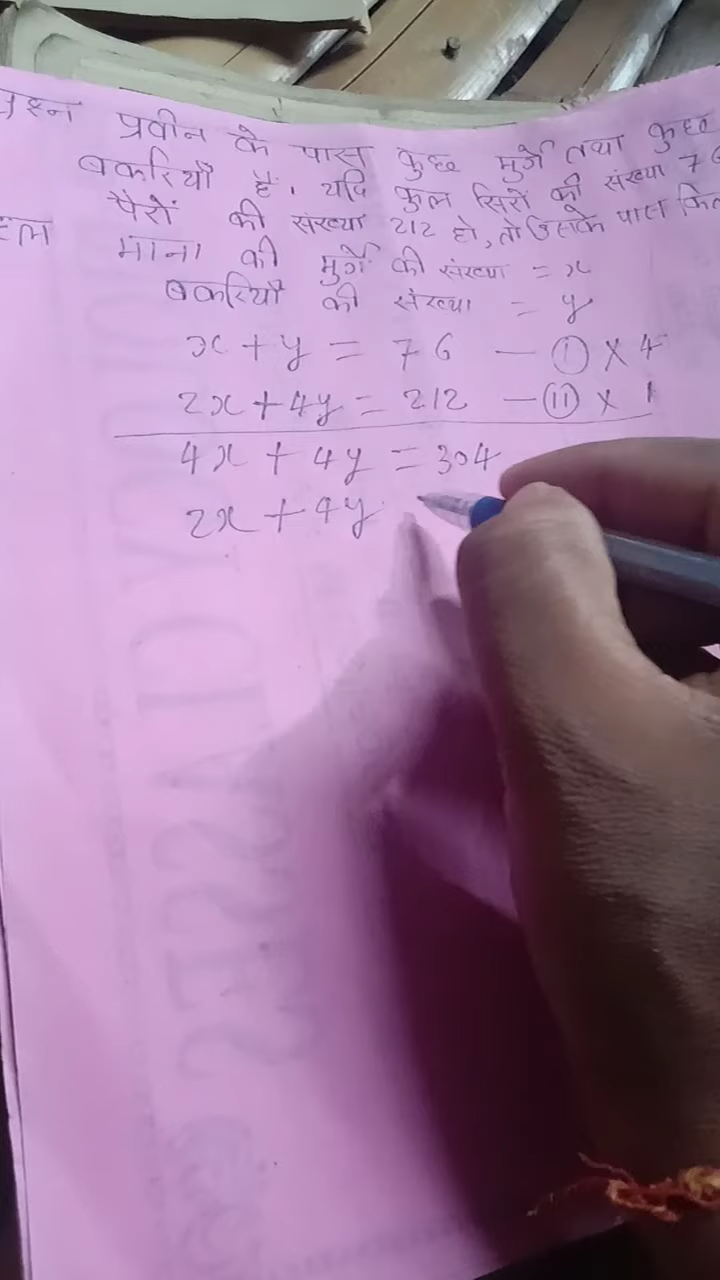 प्रश्न प्रवीन के पास कुछ मुर्गे तथा कुछ
बकरियाँ हैं। यदि कुल सिरों की संख्या 76
पैरों की संख्या 212 हो, तो उसके पास
हल माना की मुर्गे की संख्या = x
बकरियाँ की संख्या = y
x + y = 76 — (I) × 4
2x + 4y = 212 — (II) × 1
4x + 4y = 304
2x + 4y